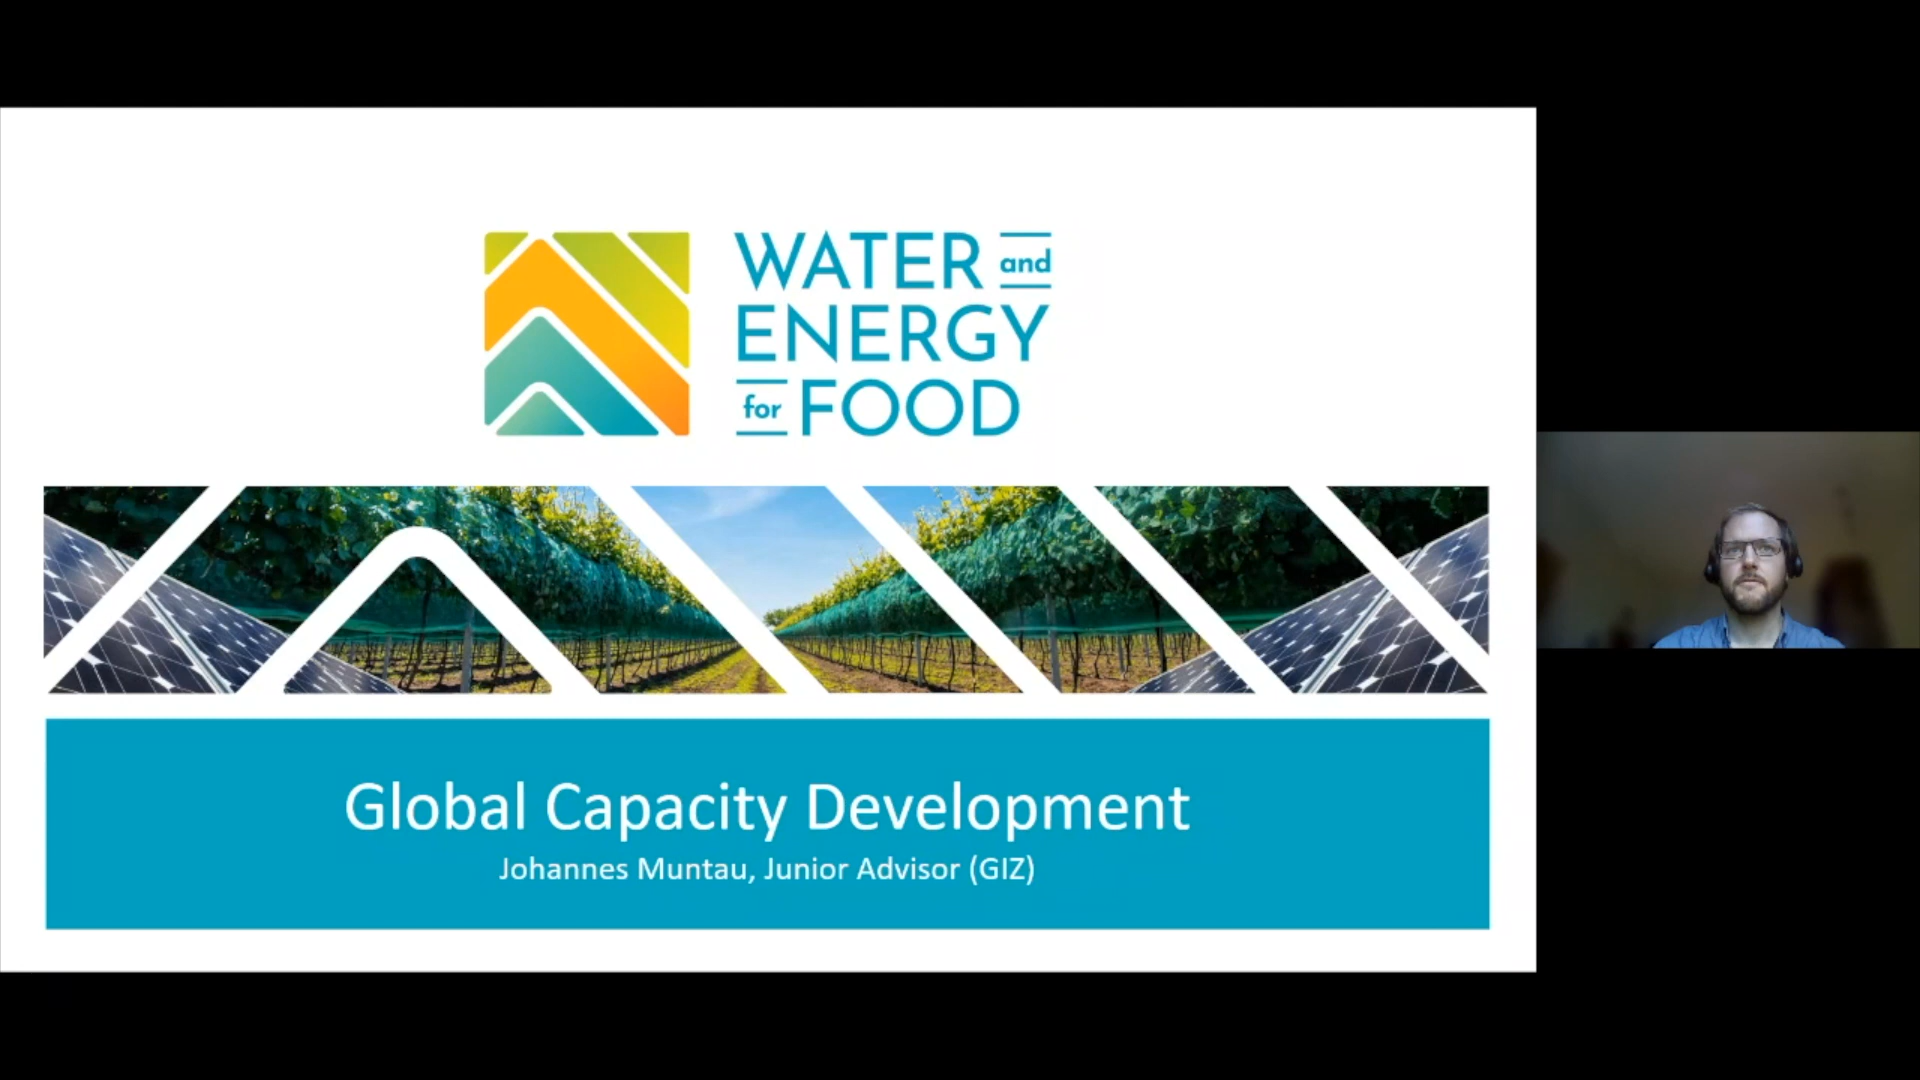 WATER and
ENERGY
for FOOD
Global Capacity Development
Johannes Muntau, Junior Advisor (GIZ)